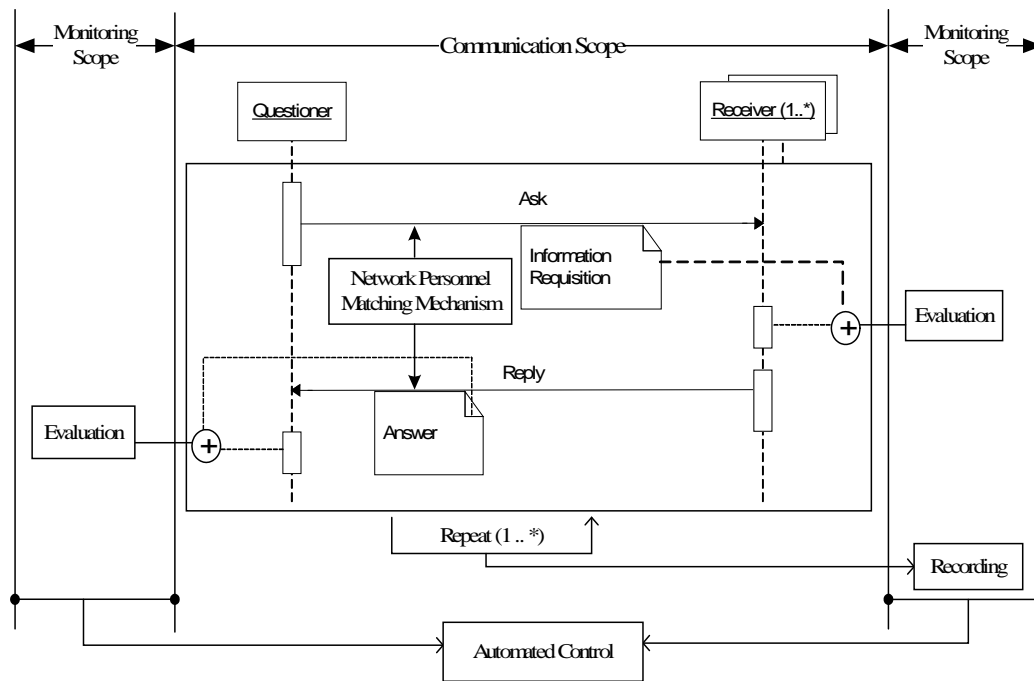 Monitoring
Scope
Communication Scope
Monitoring
Scope
Questioner
Receiver (1..*)
Ask
Information
Requisition
Network Personnel
Matching Mechanism
+
Evaluation
Reply
Evaluation
+
Answer
Repeat (1 .. *)
Recording
Automated Control